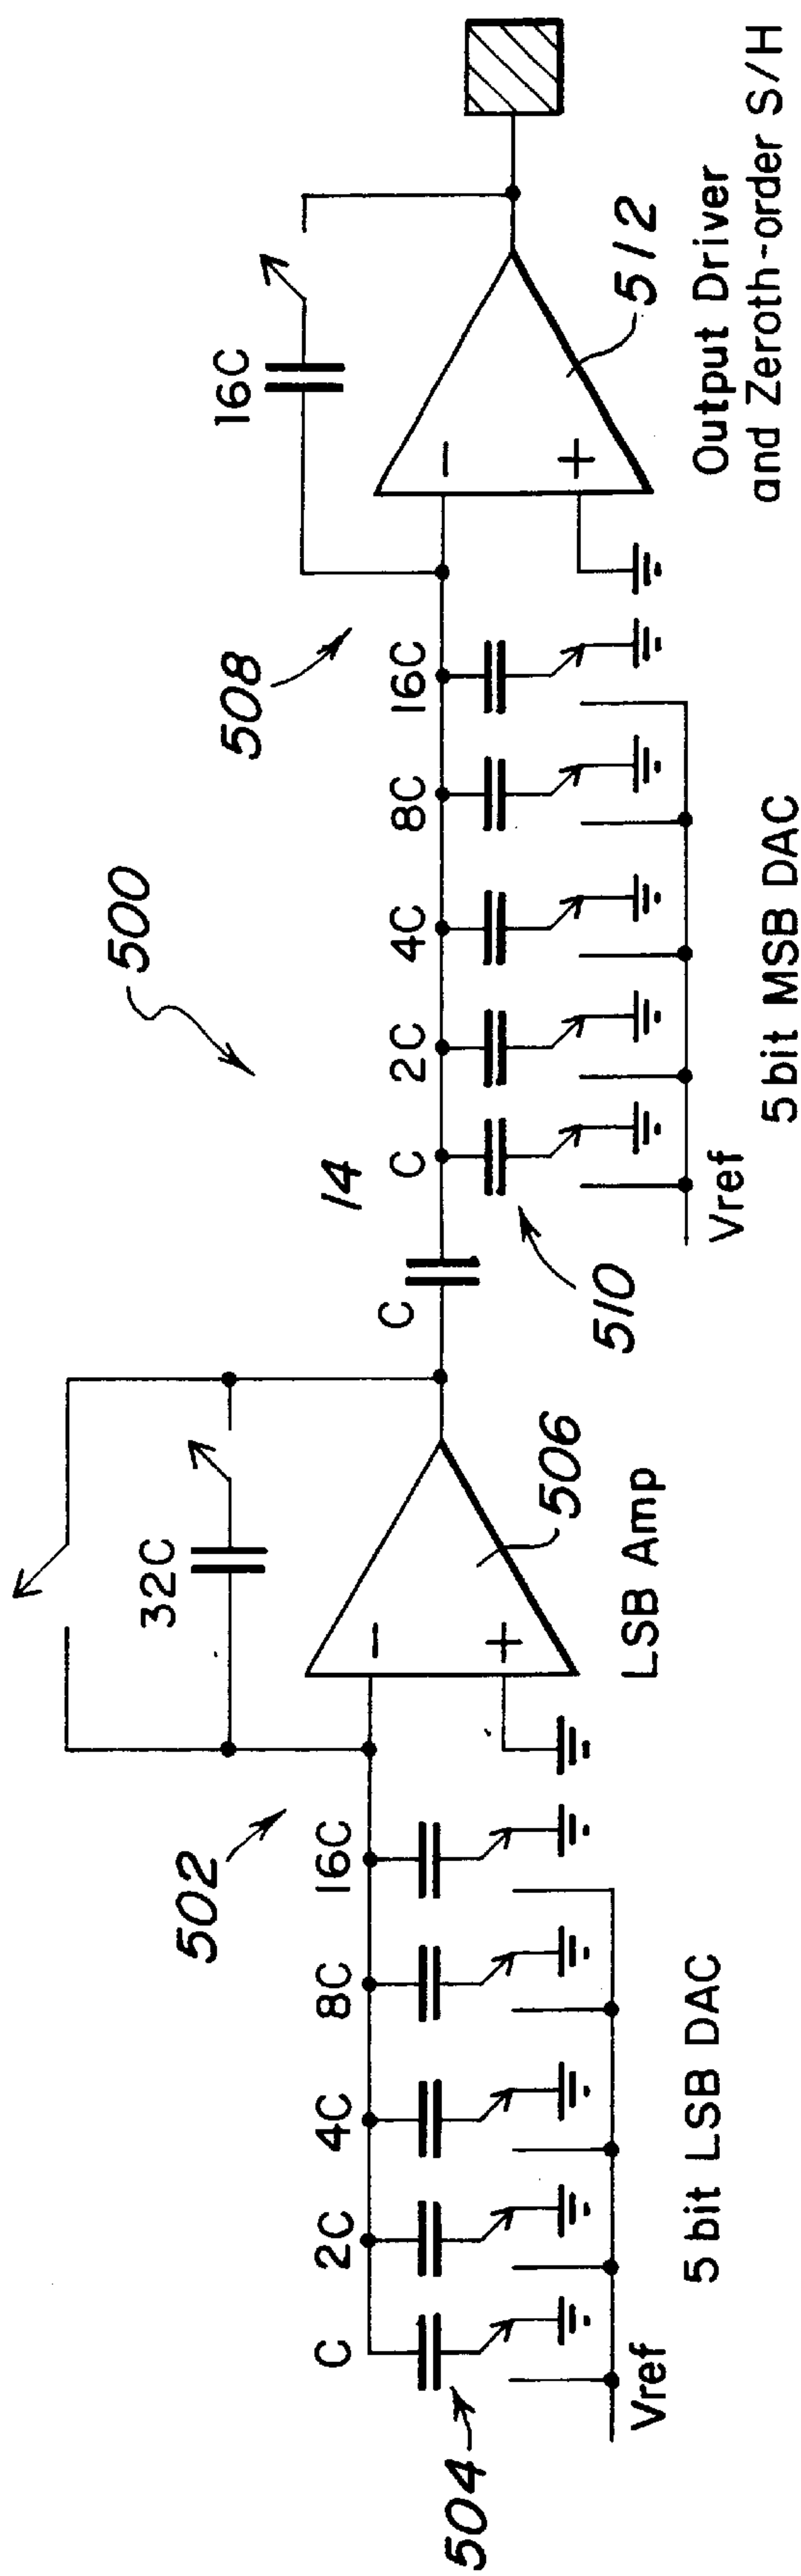 500
502
508
16C
32C
14
C
2C
4C
8C
16C
C
C
2C
4C
8C
16C
-
+
-
+
504
506
510
512
Vref
Vref
5 bit LSB DAC
LSB Amp
5 bit MSB DAC
Output Driver
and Zeroth-order S/H